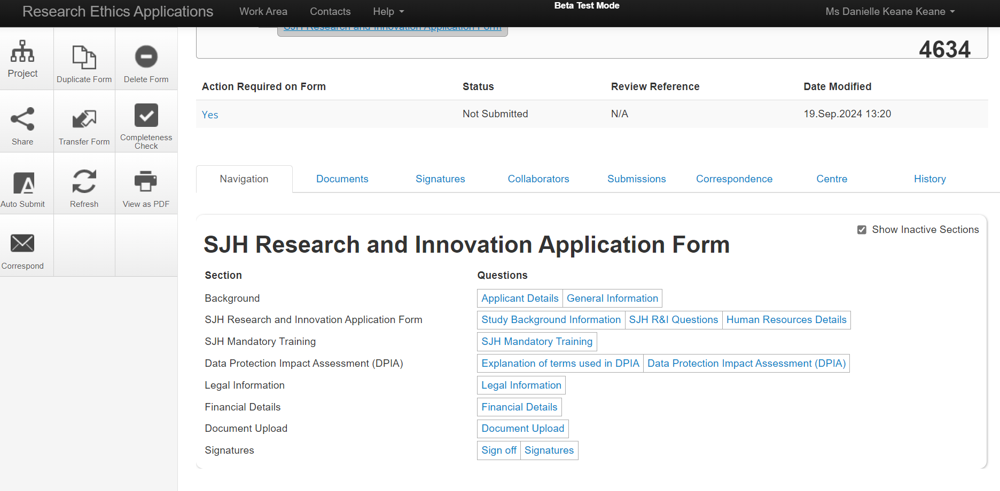 Research Ethics Applications Work Area Contacts Help Beta Test Mode Ms Danielle Keane Keane
SJH Research and Innovation Application Form
4634
Project Duplicate Form Delete Form
Share Transfer Form Completeness Check
Auto Submit Refresh View as PDF
Correspond
Action Required on Form Status Review Reference Date Modified
Yes Not Submitted N/A 19.Sep.2024 13:20
Navigation Documents Signatures Collaborators Submissions Correspondence Centre History
Show Inactive Sections
SJH Research and Innovation Application Form
Section Questions
Background Applicant Details General Information
SJH Research and Innovation Application Form Study Background Information SJH R&I Questions Human Resources Details
SJH Mandatory Training SJH Mandatory Training
Data Protection Impact Assessment (DPIA) Explanation of terms used in DPIA Data Protection Impact Assessment (DPIA)
Legal Information Legal Information
Financial Details Financial Details
Document Upload Document Upload
Signatures Sign off Signatures